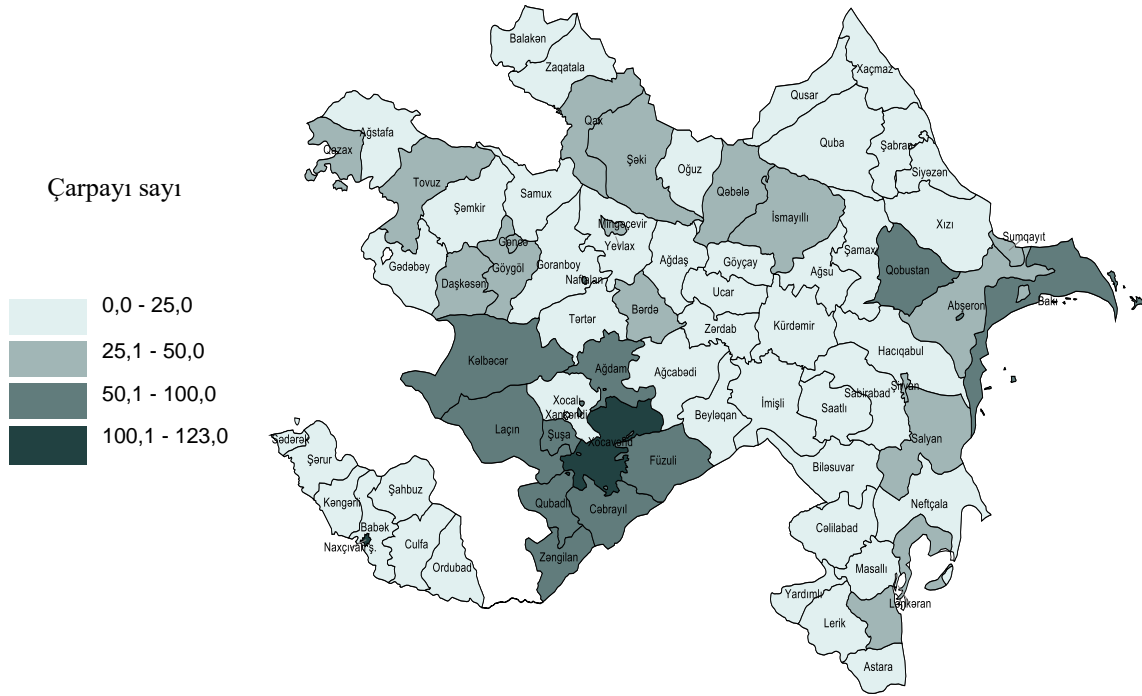 Balakən
Zaqatala
Xaçmaz
Qusar
Qax
Ağstafa
Quba
Şabran
Qazax
Şəki
Oğuz
Siyəzən
Tovuz
Çarpayı sayı
Samux
Qəbələ
Şəmkir
İsmayıllı
Xızı
Mingəçevir
Sumqayıt
Gəncə
Yevlax
Şamaxı
Gədəbəy
Göygöl
Goranboy
Ağdaş
Göyçay
Qobustan
Daşkəsən
Ağsu
Naftalan
Ucar
0,0 - 25,0
Bərdə
Abşeron
Bakı
Tərtər
Zərdab
Kürdəmir
25,1 - 50,0
Kəlbəcər
Hacıqabul
Ağdam
Ağcabədi
50,1 - 100,0
Xocalı
Şirvan
Sabirabad
Xankəndi
İmişli
Saatlı
Beyləqan
Laçın
100,1 - 123,0
Şuşa
Xocavənd
Sədərək
Salyan
Füzuli
Şərur
Biləsuvar
Şahbuz
Kəngərli
Qubadlı
Cəbrayıl
Neftçala
Babək
Cəlilabad
Naxçıvan ş.
Culfa
Zəngilan
Ordubad
Masallı
Yardımlı
Lənkəran
Lerik
Astara